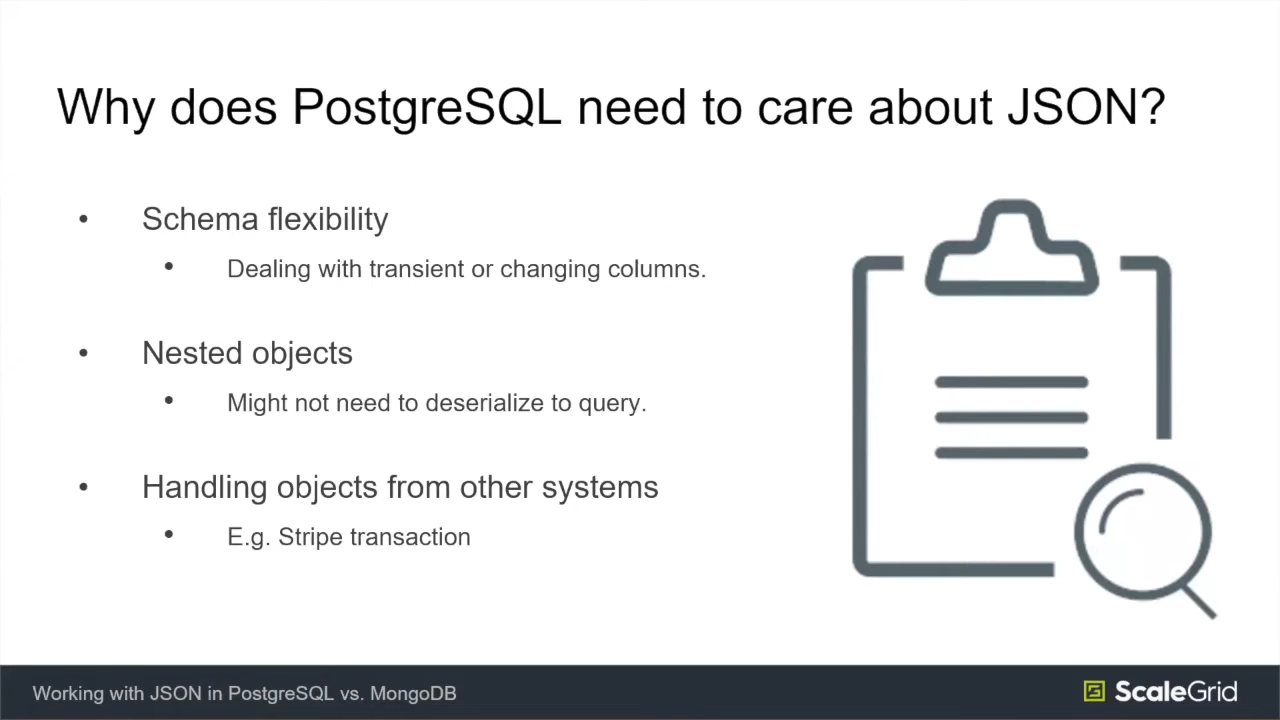 Why does PostgreSQL need to care about JSON?
• Schema flexibility
• Dealing with transient or changing columns.
• Nested objects
• Might not need to deserialize to query.
• Handling objects from other systems
• E.g. Stripe transaction
Working with JSON in PostgreSQL vs. MongoDB
ScaleGrid